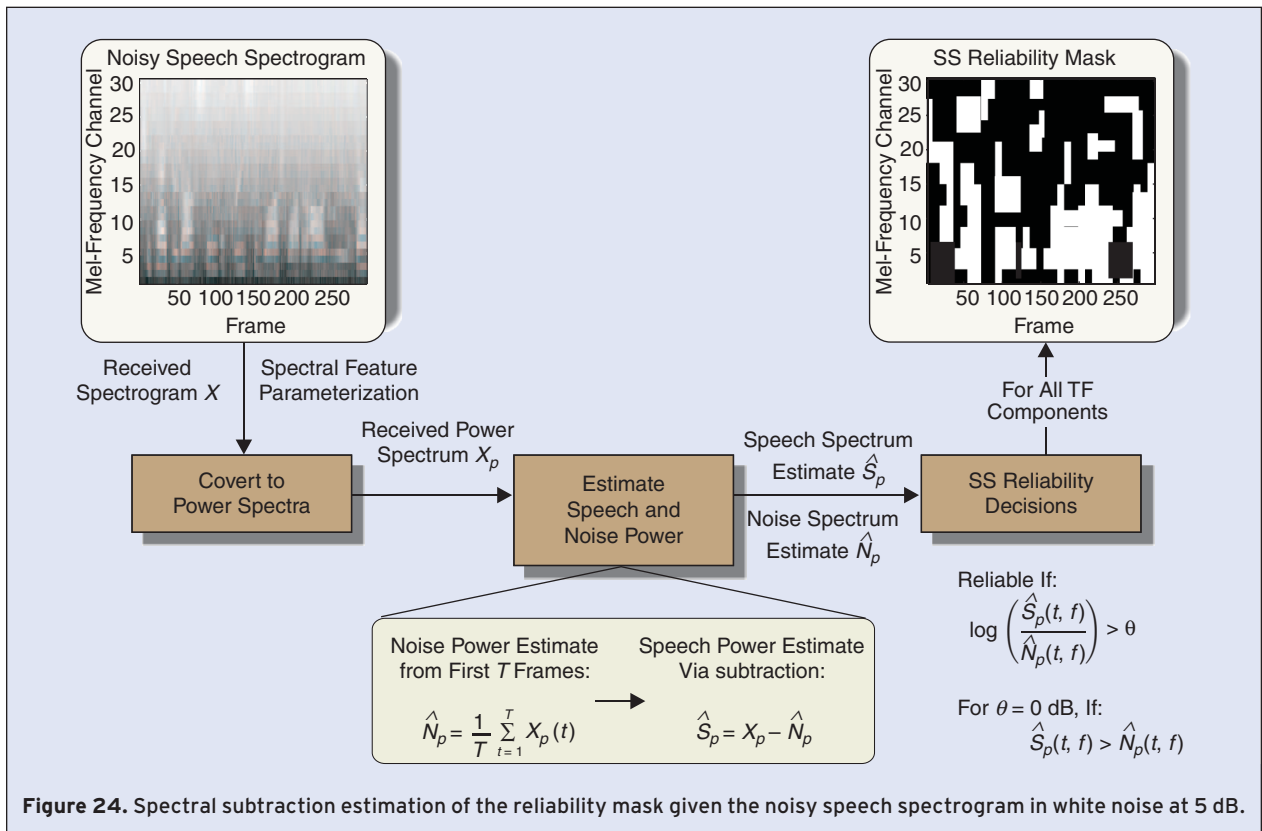 Noisy Speech Spectrogram
Mel-Frequency Channel
30
25
20
15
10
5
50 100 150 200 250
Frame
SS Reliability Mask
Mel-Frequency Channel
30
25
20
15
10
5
50 100 150 200 250
Frame
Received
Spectrogram X
Spectral Feature
Parameterization
For All TF
Components
Covert to
Power Spectra
Received Power
Spectrum X_p
Estimate
Speech and
Noise Power
Speech Spectrum
Estimate Ŝ_p
Noise Spectrum
Estimate N̂_p
SS Reliability
Decisions
Noise Power Estimate
from First T Frames:
N̂_p = 1/T Σ_{t = 1}^{T} X_p (t)
Speech Power Estimate
Via subtraction:
Ŝ_p = X_p – N̂_p
Reliable If:
log ( Ŝ_p(t, f) / N̂_p(t, f) ) > θ
For θ = 0 dB, If:
Ŝ_p(t, f) > N̂_p(t, f)
Figure 24. Spectral subtraction estimation of the reliability mask given the noisy speech spectrogram in white noise at 5 dB.